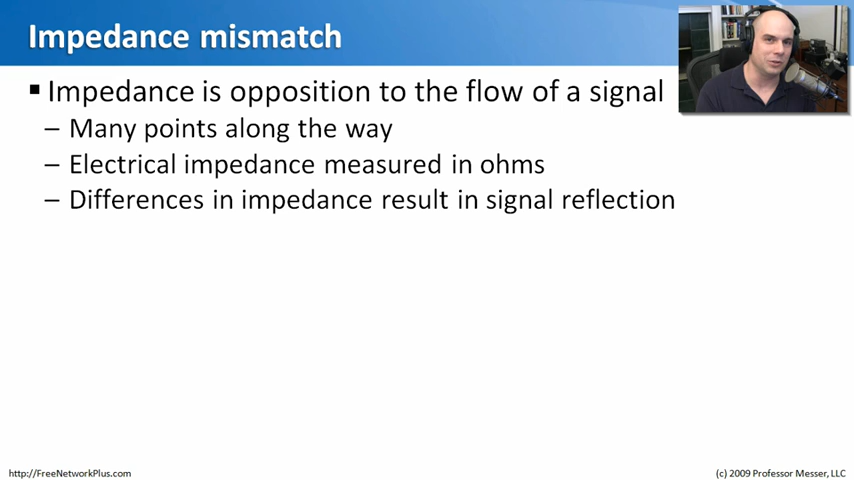 Impedance mismatch
▪ Impedance is opposition to the flow of a signal
– Many points along the way
– Electrical impedance measured in ohms
– Differences in impedance result in signal reflection
http://FreeNetworkPlus.com
(c) 2009 Professor Messer, LLC